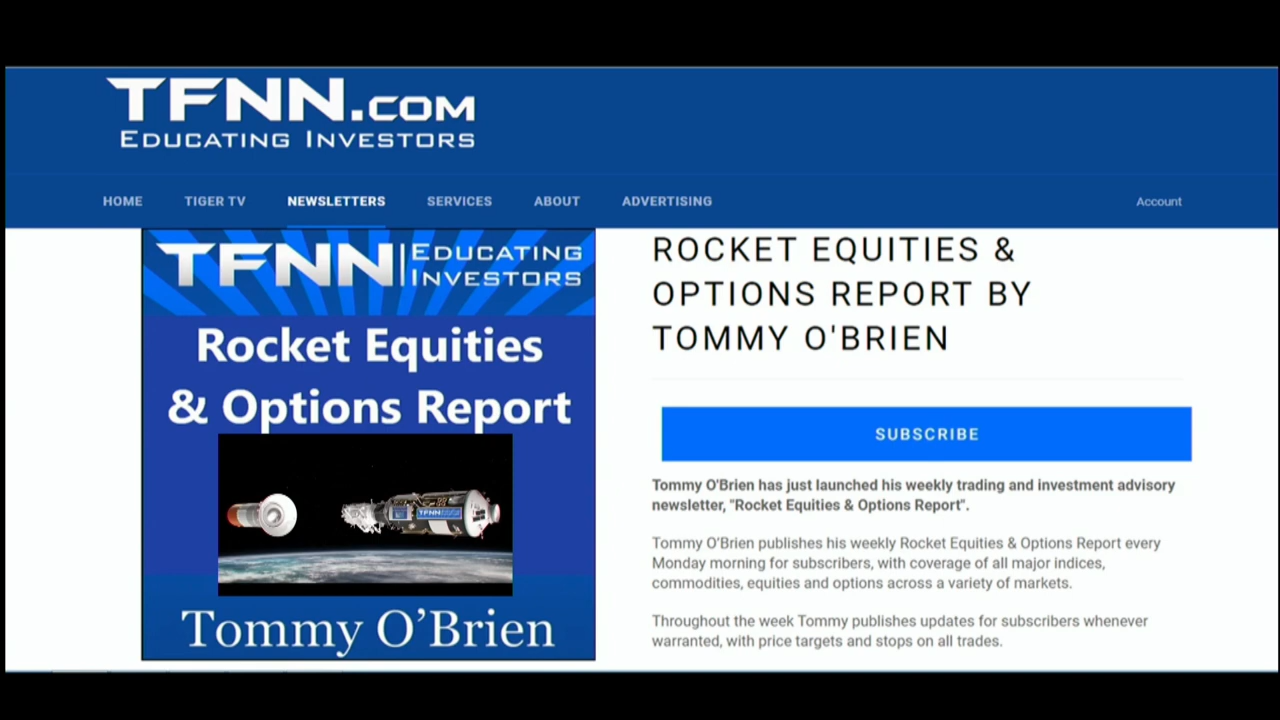 TFNN.COM
EDUCATING INVESTORS
HOME TIGER TV NEWSLETTERS SERVICES ABOUT ADVERTISING Account
TFNN EDUCATING
INVESTORS
Rocket Equities
& Options Report
TFNN.COM
Tommy O’Brien
ROCKET EQUITIES &
OPTIONS REPORT BY
TOMMY O'BRIEN
SUBSCRIBE
Tommy O'Brien has just launched his weekly trading and investment advisory
newsletter, "Rocket Equities & Options Report".
Tommy O’Brien publishes his weekly Rocket Equities & Options Report every
Monday morning for subscribers, with coverage of all major indices,
commodities, equities and options across a variety of markets.
Throughout the week Tommy publishes updates for subscribers whenever
warranted, with price targets and stops on all trades.